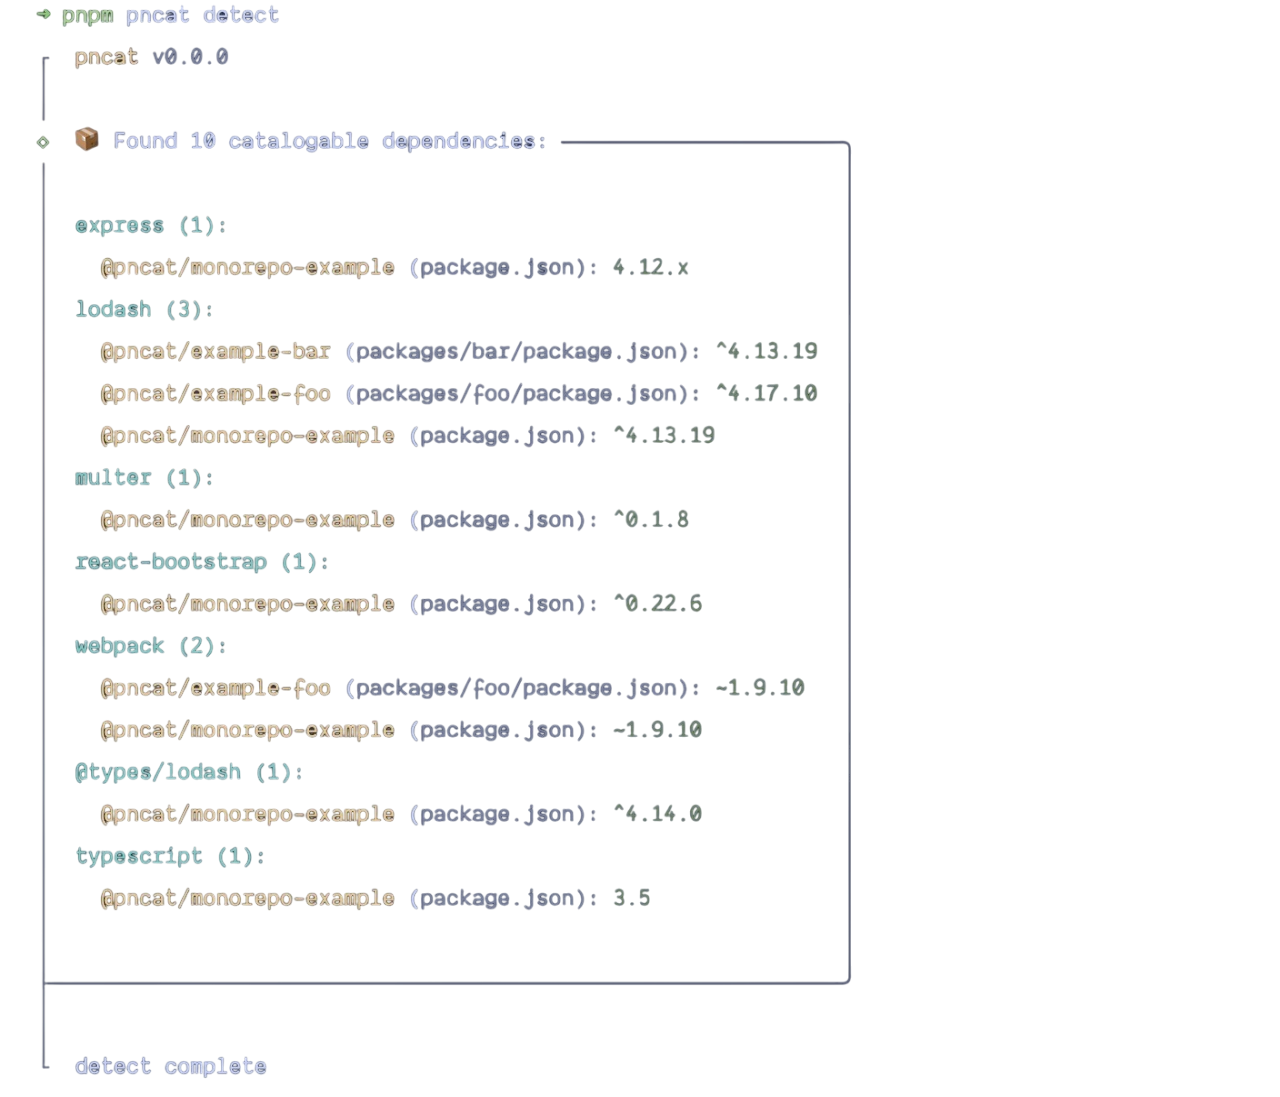 ➜ pnpm pncat detect
pncat v0.0.0
📦 Found 10 catalogable dependencies:
express (1):
@pncat/monorepo-example (package.json): 4.12.x
lodash (3):
@pncat/example-bar (packages/bar/package.json): ^4.13.19
@pncat/example-foo (packages/foo/package.json): ^4.17.10
@pncat/monorepo-example (package.json): ^4.13.19
multer (1):
@pncat/monorepo-example (package.json): ^0.1.8
react-bootstrap (1):
@pncat/monorepo-example (package.json): ^0.22.6
webpack (2):
@pncat/example-foo (packages/foo/package.json): ~1.9.10
@pncat/monorepo-example (package.json): ~1.9.10
@types/lodash (1):
@pncat/monorepo-example (package.json): ^4.14.0
typescript (1):
@pncat/monorepo-example (package.json): 3.5
detect complete